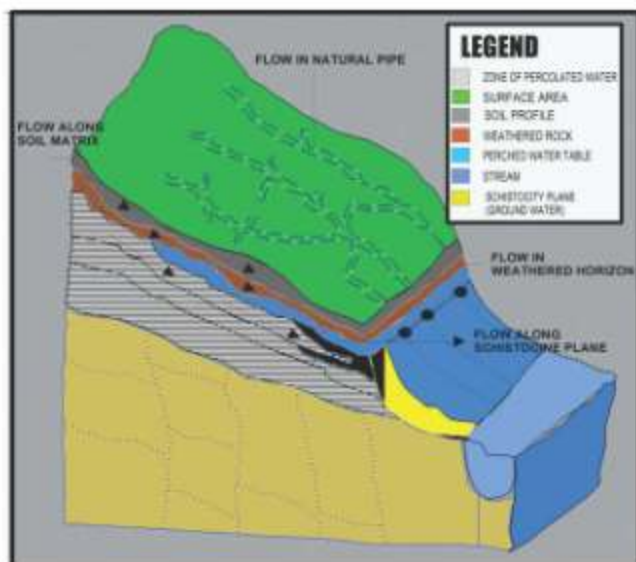 FLOW IN NATURAL PIPE
FLOW ALONG
SOIL MATRIX
LEGEND
ZONE OF PERCOLATED WATER
SURFACE AREA
SOIL PROFILE
WEATHERED ROCK
PERCHED WATER TABLE
STREAM
SCHISTOCITY PLANE
(GROUND WATER)
FLOW IN
WEATHERED HORIZON
FLOW ALONG
SCHISTOCINE PLANE